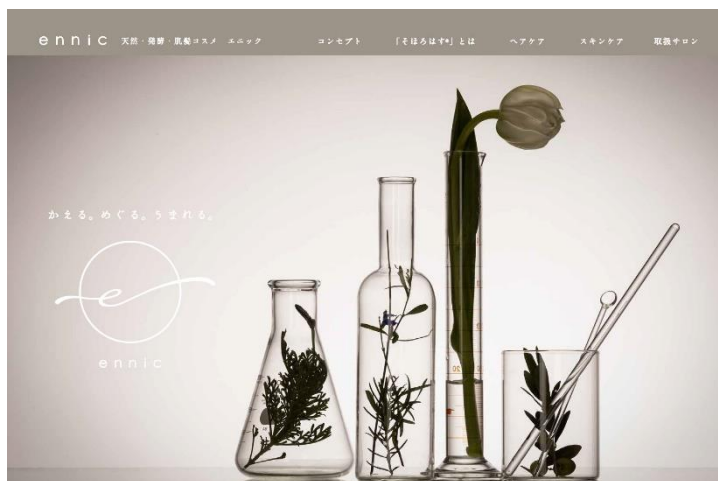 ennic 天然・発酵・肌髪コスメ エニック コンセプト 「そほろはす®」とは ヘアケア スキンケア 取扱サロン
かえる。めぐる。うまれる。
e
ennic